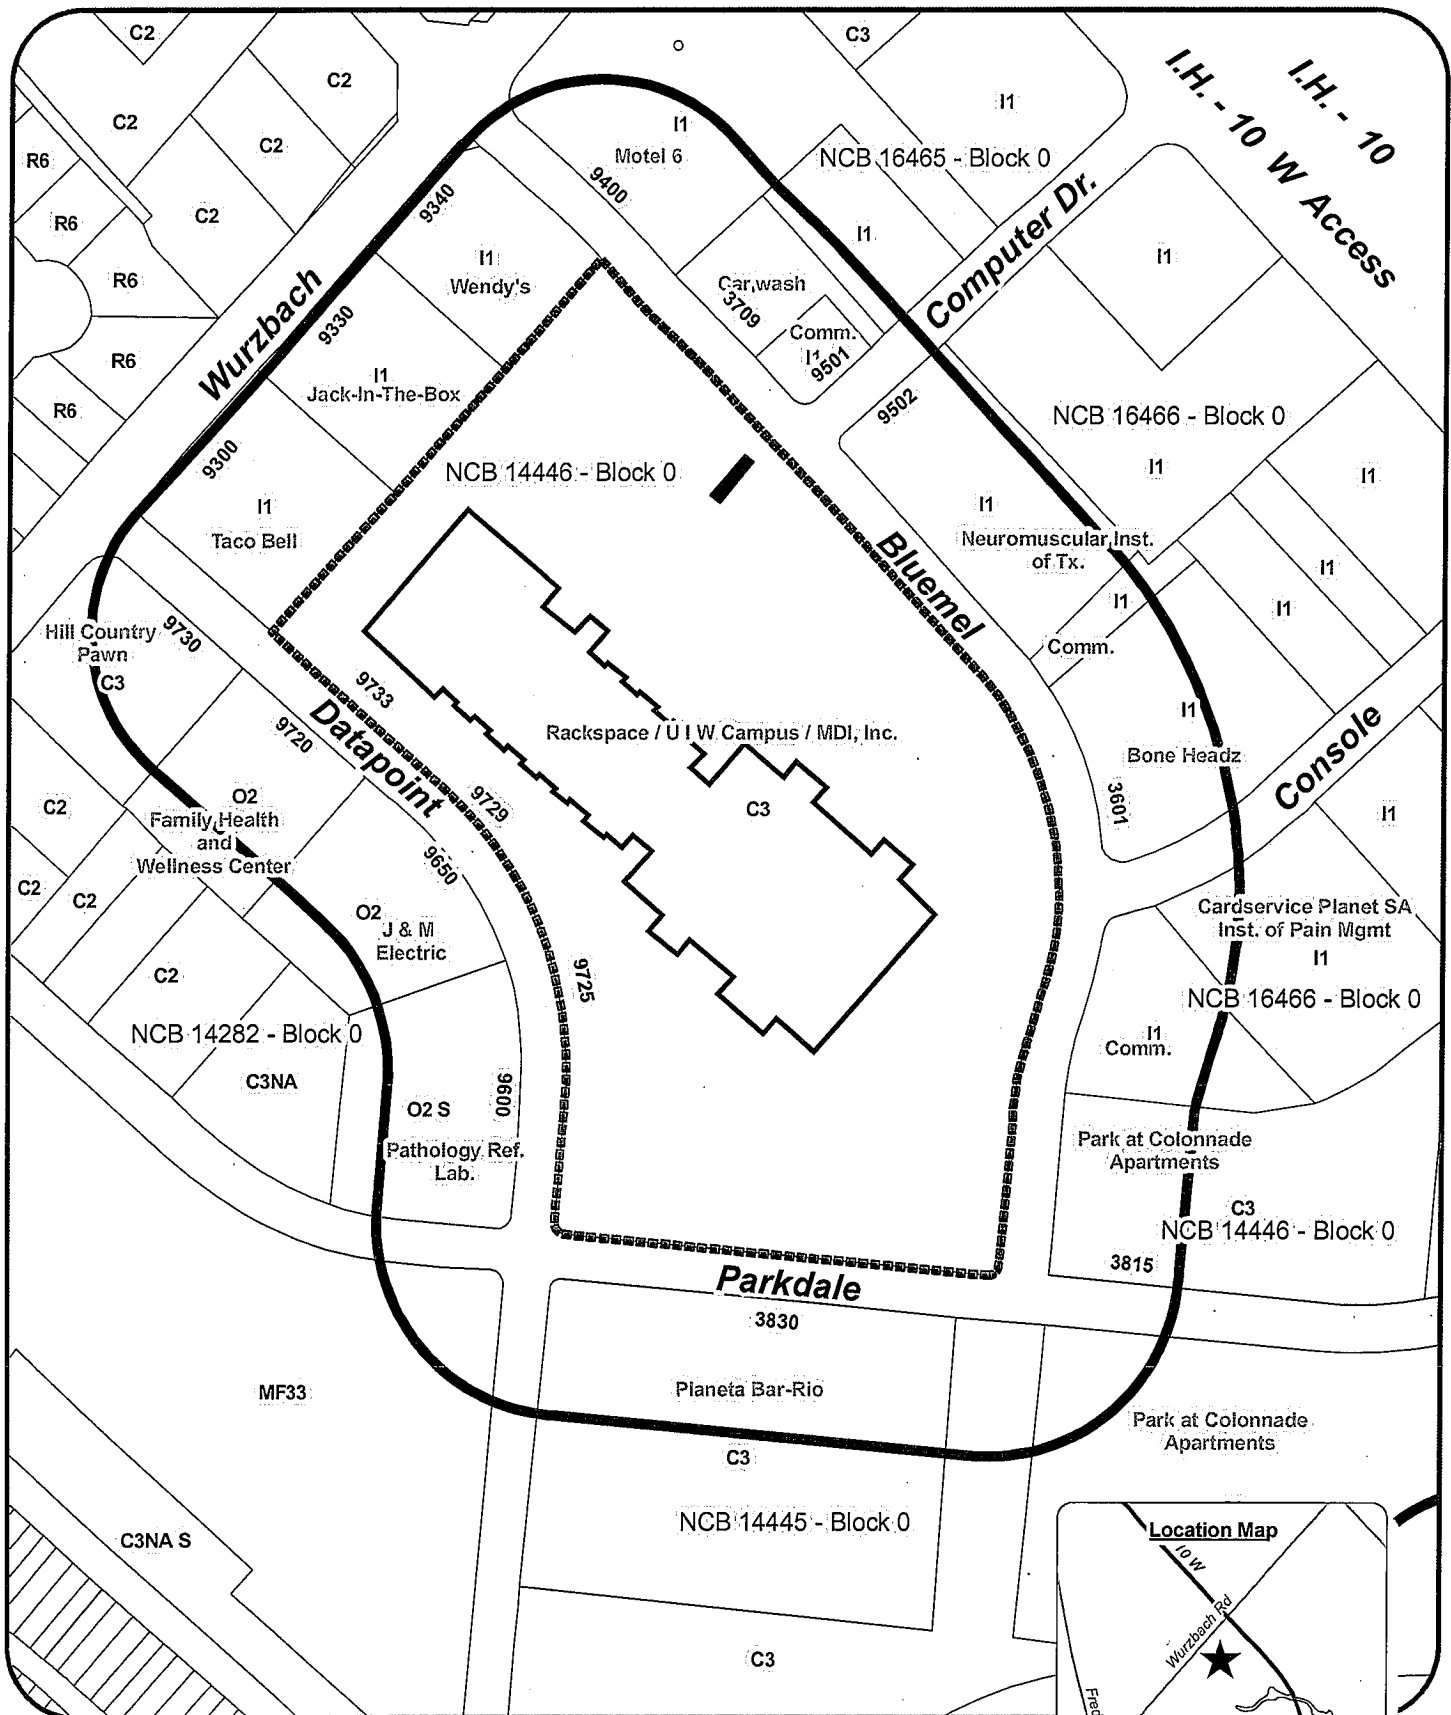 C2
C3
I.H. - 10
I.H. - 10 W Access
C2
I1
C2
I1
C2
Motel 6
NCB 16465 - Block 0
R6
9400
9340
Computer Dr.
C2
R6
I1
I1
I1
Wendy's
R6
Car wash
3709
Wurzbach
9330
Comm.
I1
9501
R6
I1
Jack-In-The-Box
R6
9502
NCB 16466 - Block 0
9300
NCB 14446 - Block 0
I1
I1
I1
I1
Taco Bell
Neuromuscular Inst.
of Tx.
Bluemel
I1
I1
I1
Hill Country
Pawn
9730
Comm.
C3
9733
I1
Datapoint
9720
Rackspace / U I W Campus / MDI, Inc.
Bone Headz
Console
C2
O2
9729
C3
3601
I1
Family Health
and
Wellness Center
9650
C2
C2
O2
J & M
Electric
Cardservice Planet SA
Inst. of Pain Mgmt
I1
C2
9725
NCB 16466 - Block 0
NCB 14282 - Block 0
I1
Comm.
C3NA
9600
O2 S
Pathology Ref.
Lab.
Park at Colonnade
Apartments
C3
NCB 14446 - Block 0
3815
Parkdale
3830
MF33
Planeta Bar-Rio
Park at Colonnade
Apartments
C3
NCB 14445 - Block 0
C3NA S
C3
Location Map
10 W
Wurzbach Rd
Fred